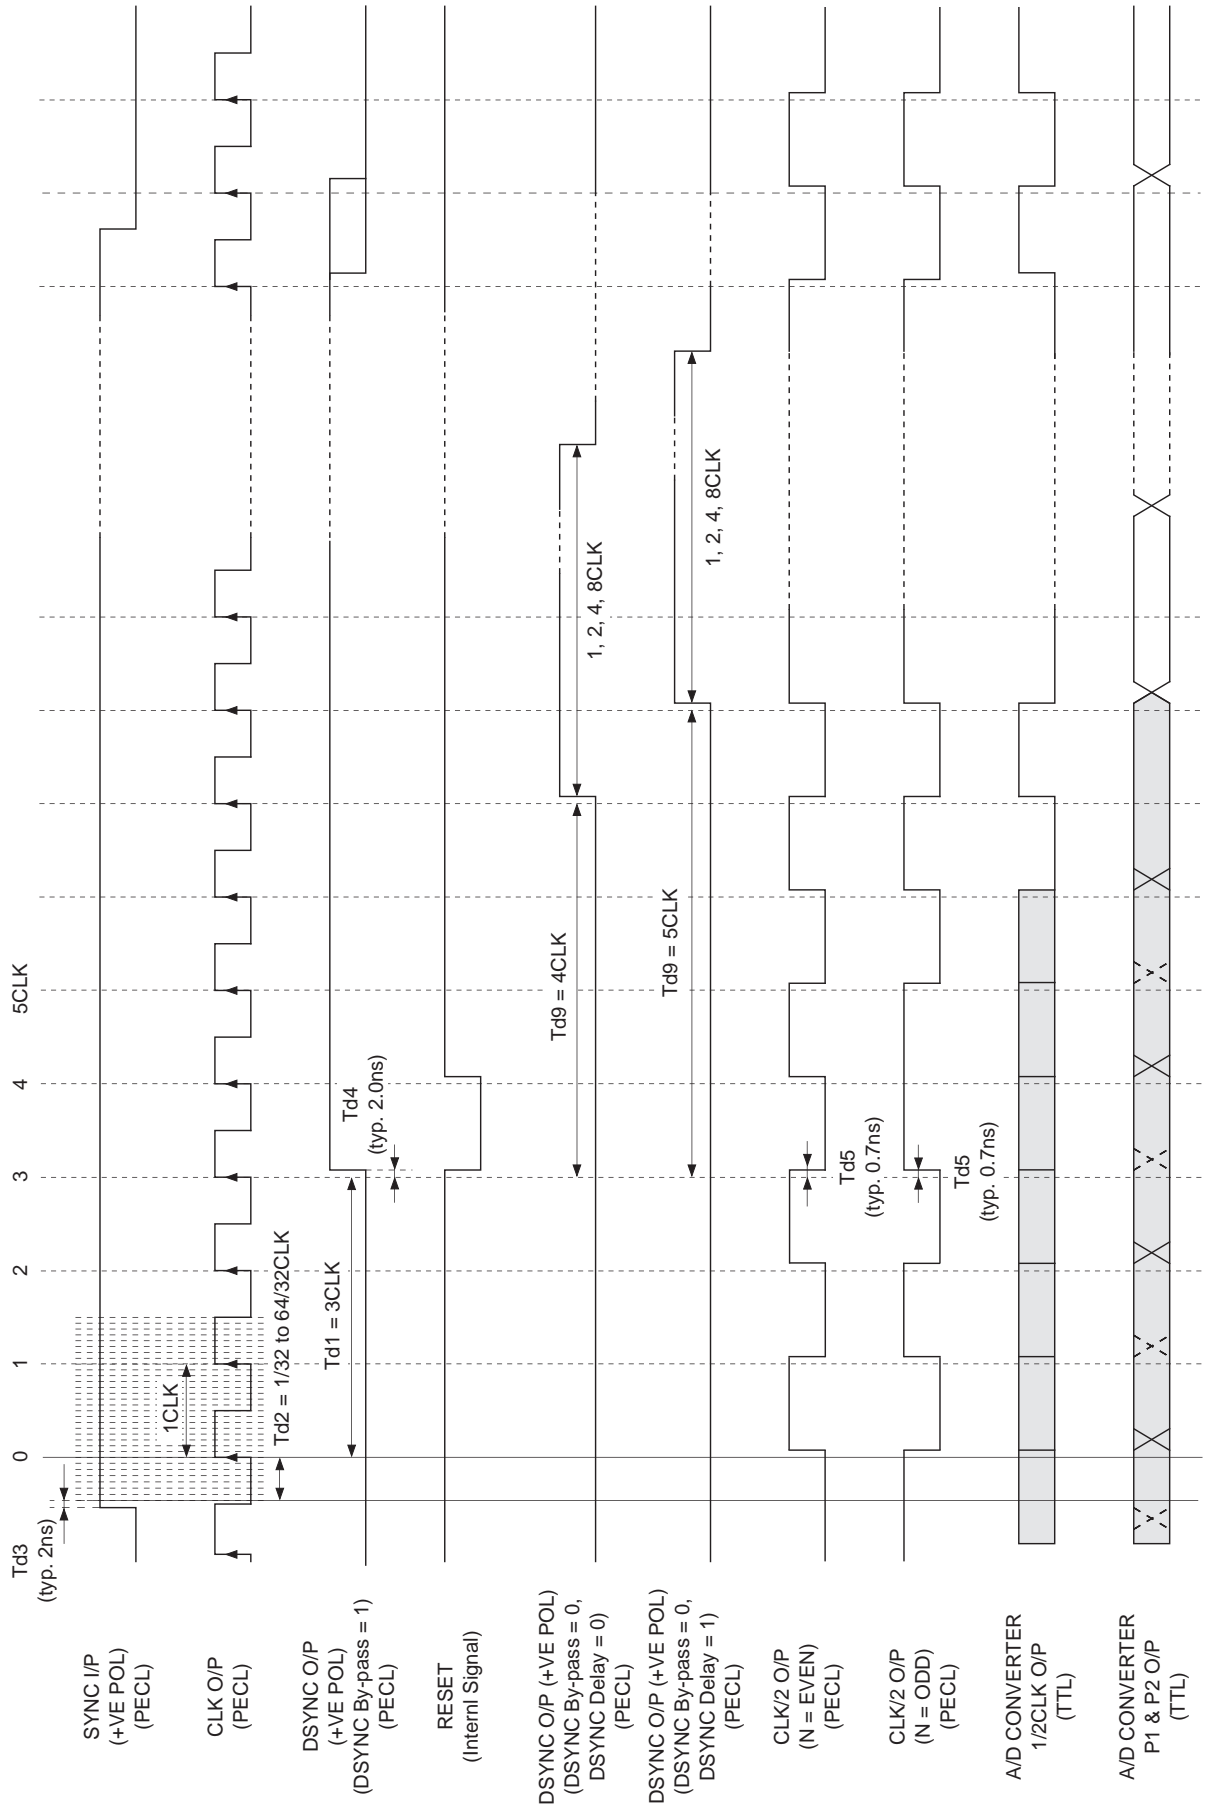 Td3
(typ. 2ns)
0
1
2
3
4
5CLK
SYNC I/P
(+VE POL)
(PECL)
CLK O/P
(PECL)
1CLK
Td2 = 1/32 to 64/32CLK
DSYNC O/P
(+VE POL)
(DSYNC By-pass = 1)
(PECL)
Td1 = 3CLK
Td4
(typ. 2.0ns)
RESET
(Internl Signal)
DSYNC O/P (+VE POL)
(DSYNC By-pass = 0,
DSYNC Delay = 0)
(PECL)
Td9 = 4CLK
1, 2, 4, 8CLK
DSYNC O/P (+VE POL)
(DSYNC By-pass = 0,
DSYNC Delay = 1)
(PECL)
Td9 = 5CLK
1, 2, 4, 8CLK
CLK/2 O/P
(N = EVEN)
(PECL)
Td5
(typ. 0.7ns)
CLK/2 O/P
(N = ODD)
(PECL)
Td5
(typ. 0.7ns)
A/D CONVERTER
1/2CLK O/P
(TTL)
A/D CONVERTER
P1 & P2 O/P
(TTL)